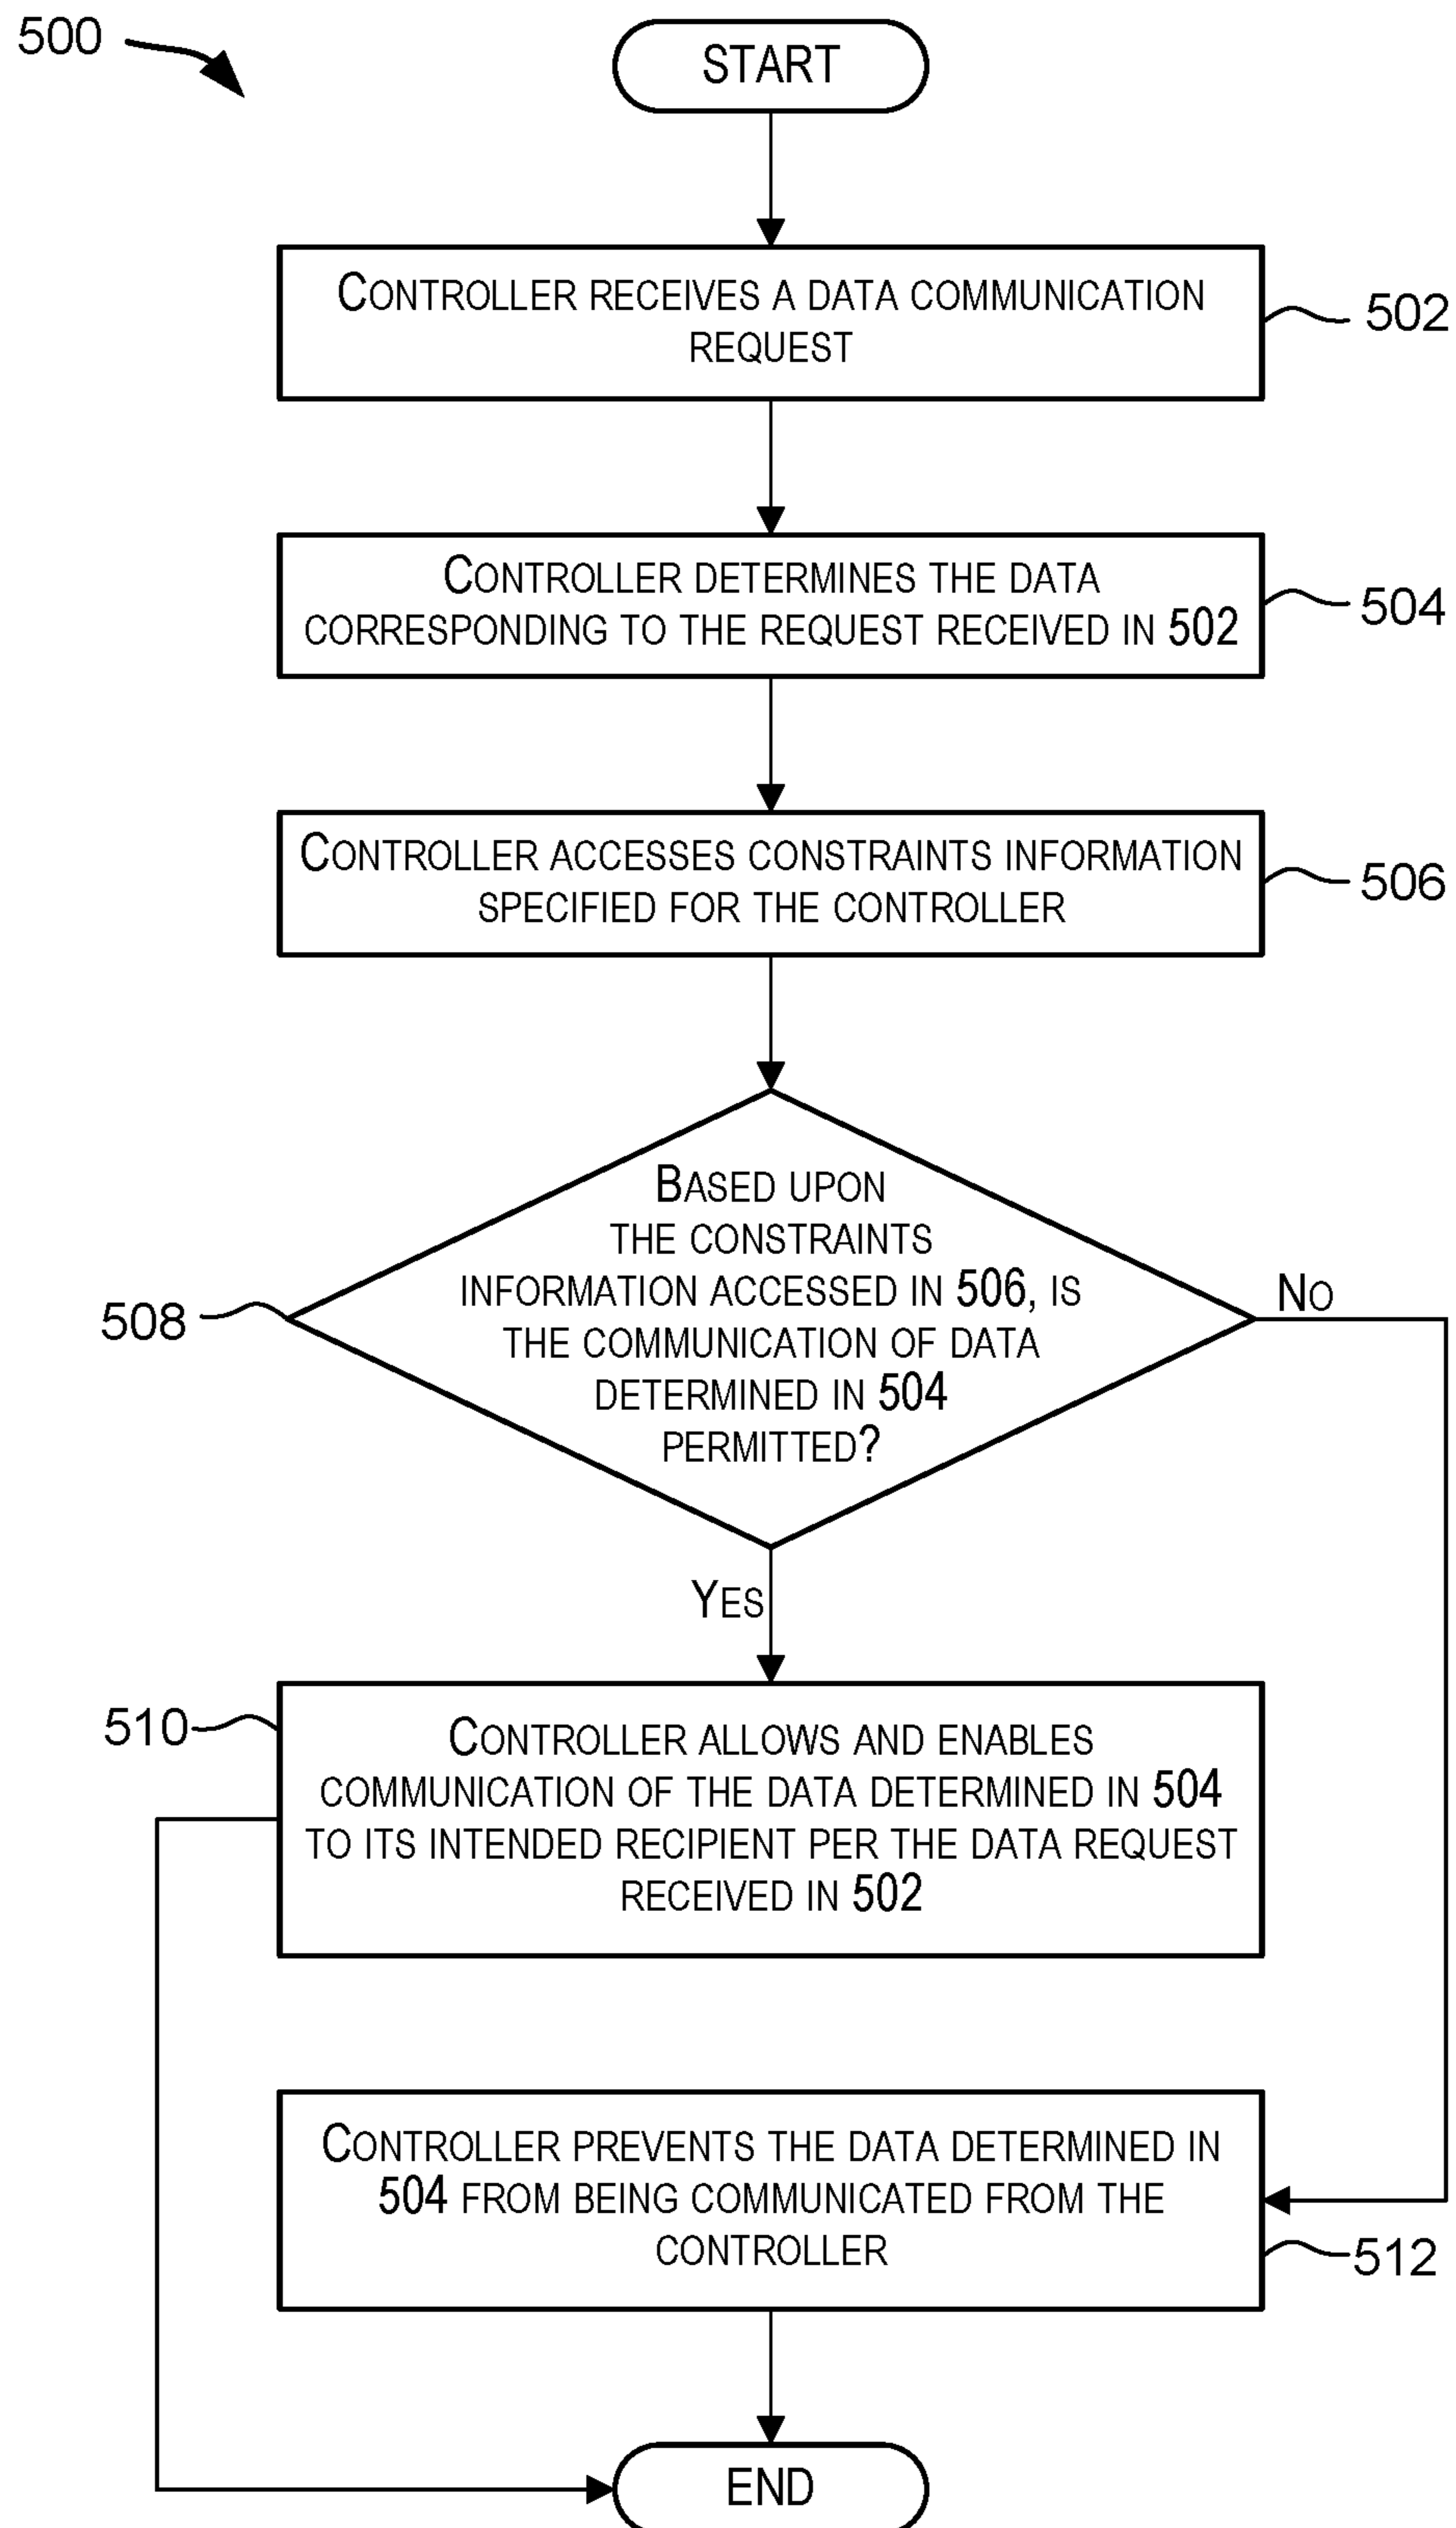 500
START
CONTROLLER RECEIVES A DATA COMMUNICATION
REQUEST
502
CONTROLLER DETERMINES THE DATA
CORRESPONDING TO THE REQUEST RECEIVED IN 502
504
CONTROLLER ACCESSES CONSTRAINTS INFORMATION
SPECIFIED FOR THE CONTROLLER
506
BASED UPON
THE CONSTRAINTS
INFORMATION ACCESSED IN 506, IS
THE COMMUNICATION OF DATA
DETERMINED IN 504
PERMITTED?
508
NO
YES
510
CONTROLLER ALLOWS AND ENABLES
COMMUNICATION OF THE DATA DETERMINED IN 504
TO ITS INTENDED RECIPIENT PER THE DATA REQUEST
RECEIVED IN 502
CONTROLLER PREVENTS THE DATA DETERMINED IN
504 FROM BEING COMMUNICATED FROM THE
CONTROLLER
512
END